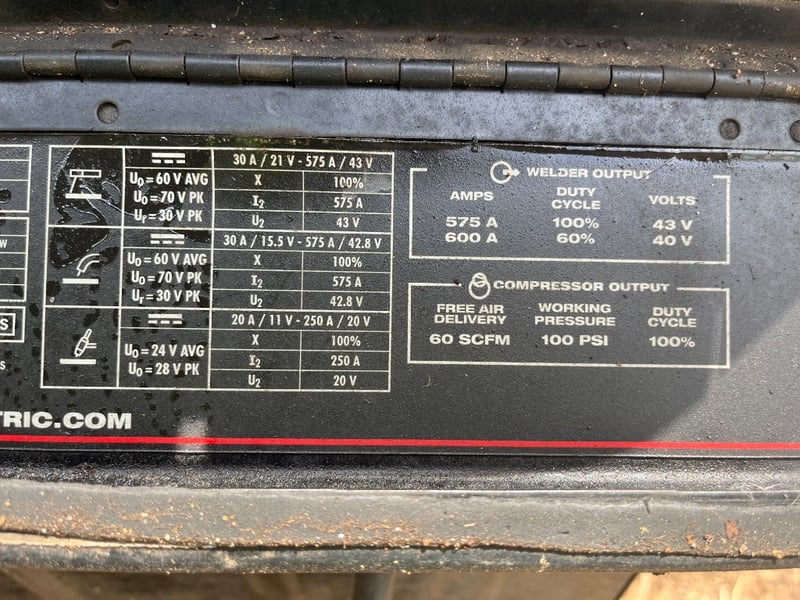 30 A / 21 V - 575 A / 43 V
U0 = 60 V AVG
U0 = 70 V PK
Ur = 30 V PK
X 100%
I2 575 A
U2 43 V
30 A / 15.5 V - 575 A / 42.8 V
U0 = 60 V AVG
U0 = 70 V PK
Ur = 30 V PK
X 100%
I2 575 A
U2 42.8 V
20 A / 11 V - 250 A / 20 V
U0 = 24 V AVG
U0 = 28 V PK
X 100%
I2 250 A
U2 20 V
WELDER OUTPUT
AMPS DUTY CYCLE VOLTS
575 A 100% 43 V
600 A 60% 40 V
COMPRESSOR OUTPUT
FREE AIR DELIVERY WORKING PRESSURE DUTY CYCLE
60 SCFM 100 PSI 100%
TRIC.COM